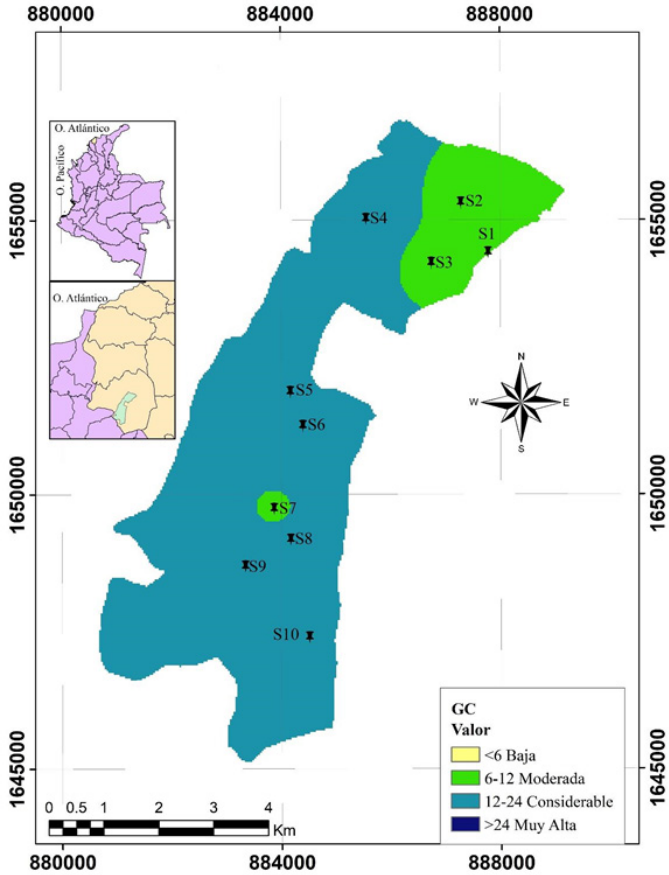 880000
884000
888000
O. Atlántico
O. Pacífico
1655000
1655000
S2
S4
S1
S3
O. Atlántico
N
W
E
S
S5
S6
1650000
1650000
S7
S8
S9
S10
GC
Valor
<6 Baja
6-12 Moderada
12-24 Considerable
>24 Muy Alta
1645000
1645000
0 0.5 1 2 3 4
Km
880000
884000
888000